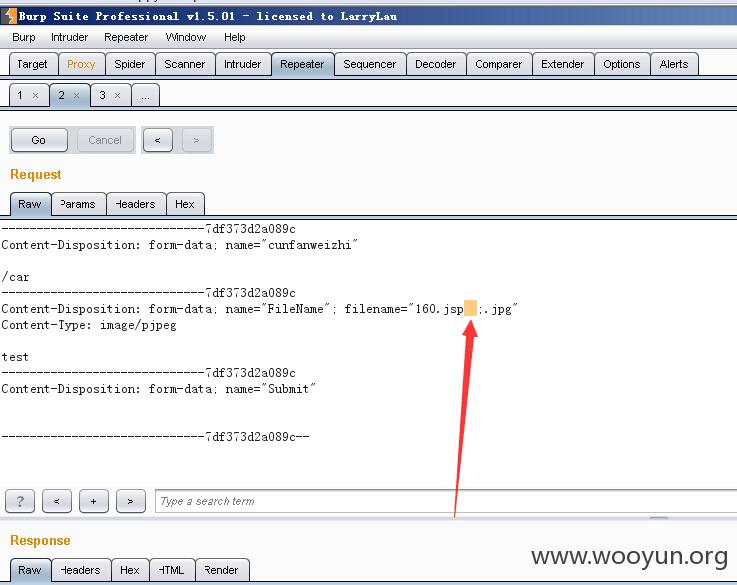 Burp Suite Professional v1.5.01 - licensed to LarryLau
Burp Intruder Repeater Window Help
Target Proxy Spider Scanner Intruder Repeater Sequencer Decoder Comparer Extender Options Alerts
1 × 2 × 3 × ...
Go Cancel < >
Request
Raw Params Headers Hex
-----------------------------7df373d2a089c
Content-Disposition: form-data; name="cunfanweizhi"
/car
-----------------------------7df373d2a089c
Content-Disposition: form-data; name="FileName"; filename="160.jsp ;.jpg"
Content-Type: image/pjpeg
test
-----------------------------7df373d2a089c
Content-Disposition: form-data; name="Submit"
-----------------------------7df373d2a089c--
? < + > Type a search term
Response
Raw Headers Hex HTML Render
www.wooyun.org